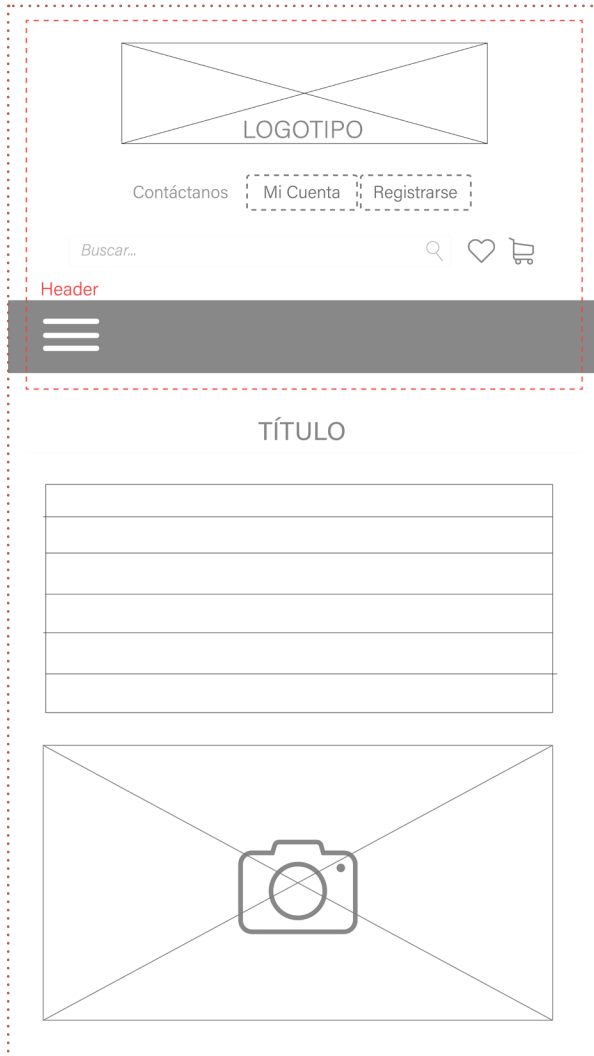 LOGOTIPO
Contáctanos Mi Cuenta Registrarse
Buscar...
Header
TÍTULO